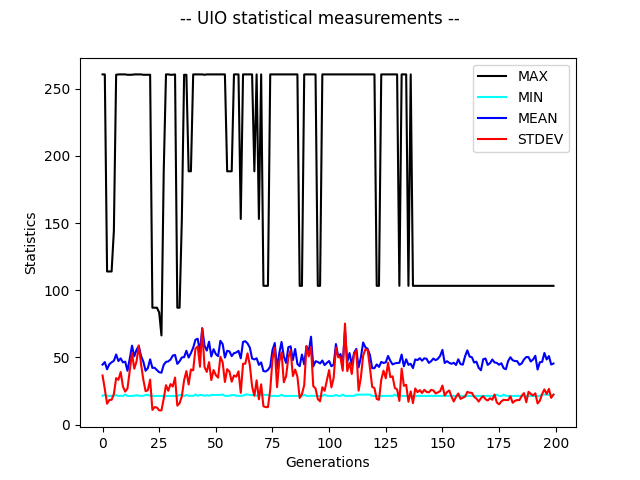 -- UIO statistical measurements --
MAX
MIN
MEAN
STDEV
Statistics
250
200
150
100
50
0
0 25 50 75 100 125 150 175 200
Generations